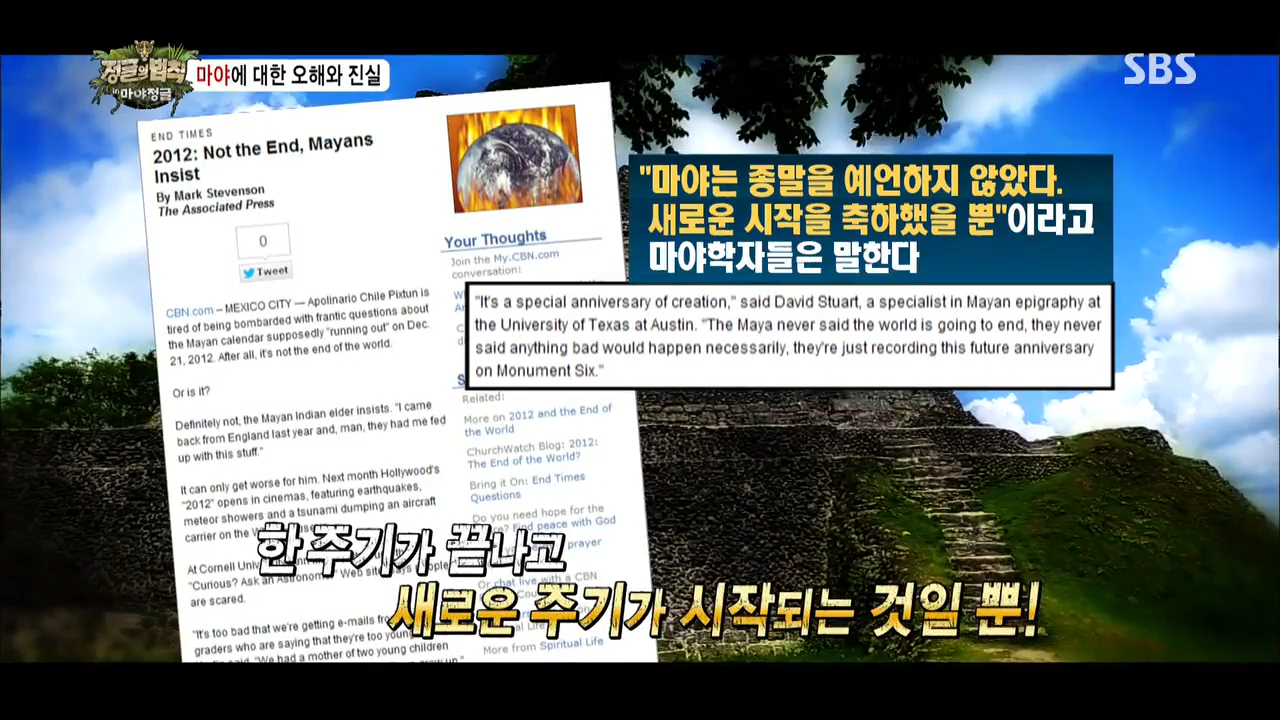 정글의 법칙
in 마야정글
마야에 대한 오해와 진실
SBS
END TIMES
2012: Not the End, Mayans
Insist
By Mark Stevenson
The Associated Press
0
Tweet
CBN.com – MEXICO CITY — Apolinario Chile Pixtun is
tired of being bombarded with frantic questions about
the Mayan calendar supposedly "running out" on Dec.
21, 2012. After all, it's not the end of the world.
Or is it?
Definitely not, the Mayan Indian elder insists. "I came
back from England last year and, man, they had me fed
up with this stuff."
It can only get worse for him. Next month Hollywood's
"2012" opens in cinemas, featuring earthquakes,
meteor showers and a tsunami dumping an aircraft
carrier on the
At Cornell
"Curious? Ask an Web site says people
are scared.
"It's too bad that we're getting e-mails
graders who are saying that they're too young
said. "We had a mother of two young children
Your Thoughts
Join the My.CBN.com
conversation:
"마야는 종말을 예언하지 않았다.
새로운 시작을 축하했을 뿐"이라고
마야학자들은 말한다
"It's a special anniversary of creation," said David Stuart, a specialist in Mayan epigraphy at
the University of Texas at Austin. "The Maya never said the world is going to end, they never
said anything bad would happen necessarily, they're just recording this future anniversary
on Monument Six."
Related:
More on 2012 and the End of
the World
ChurchWatch Blog: 2012:
The End of the World?
Bring it On: End Times
Questions
Do you need hope for the
Find peace with God
prayer
Or chat live with a CBN
More from Spiritual Life
한 주기가 끝나고
새로운 주기가 시작되는 것일 뿐!